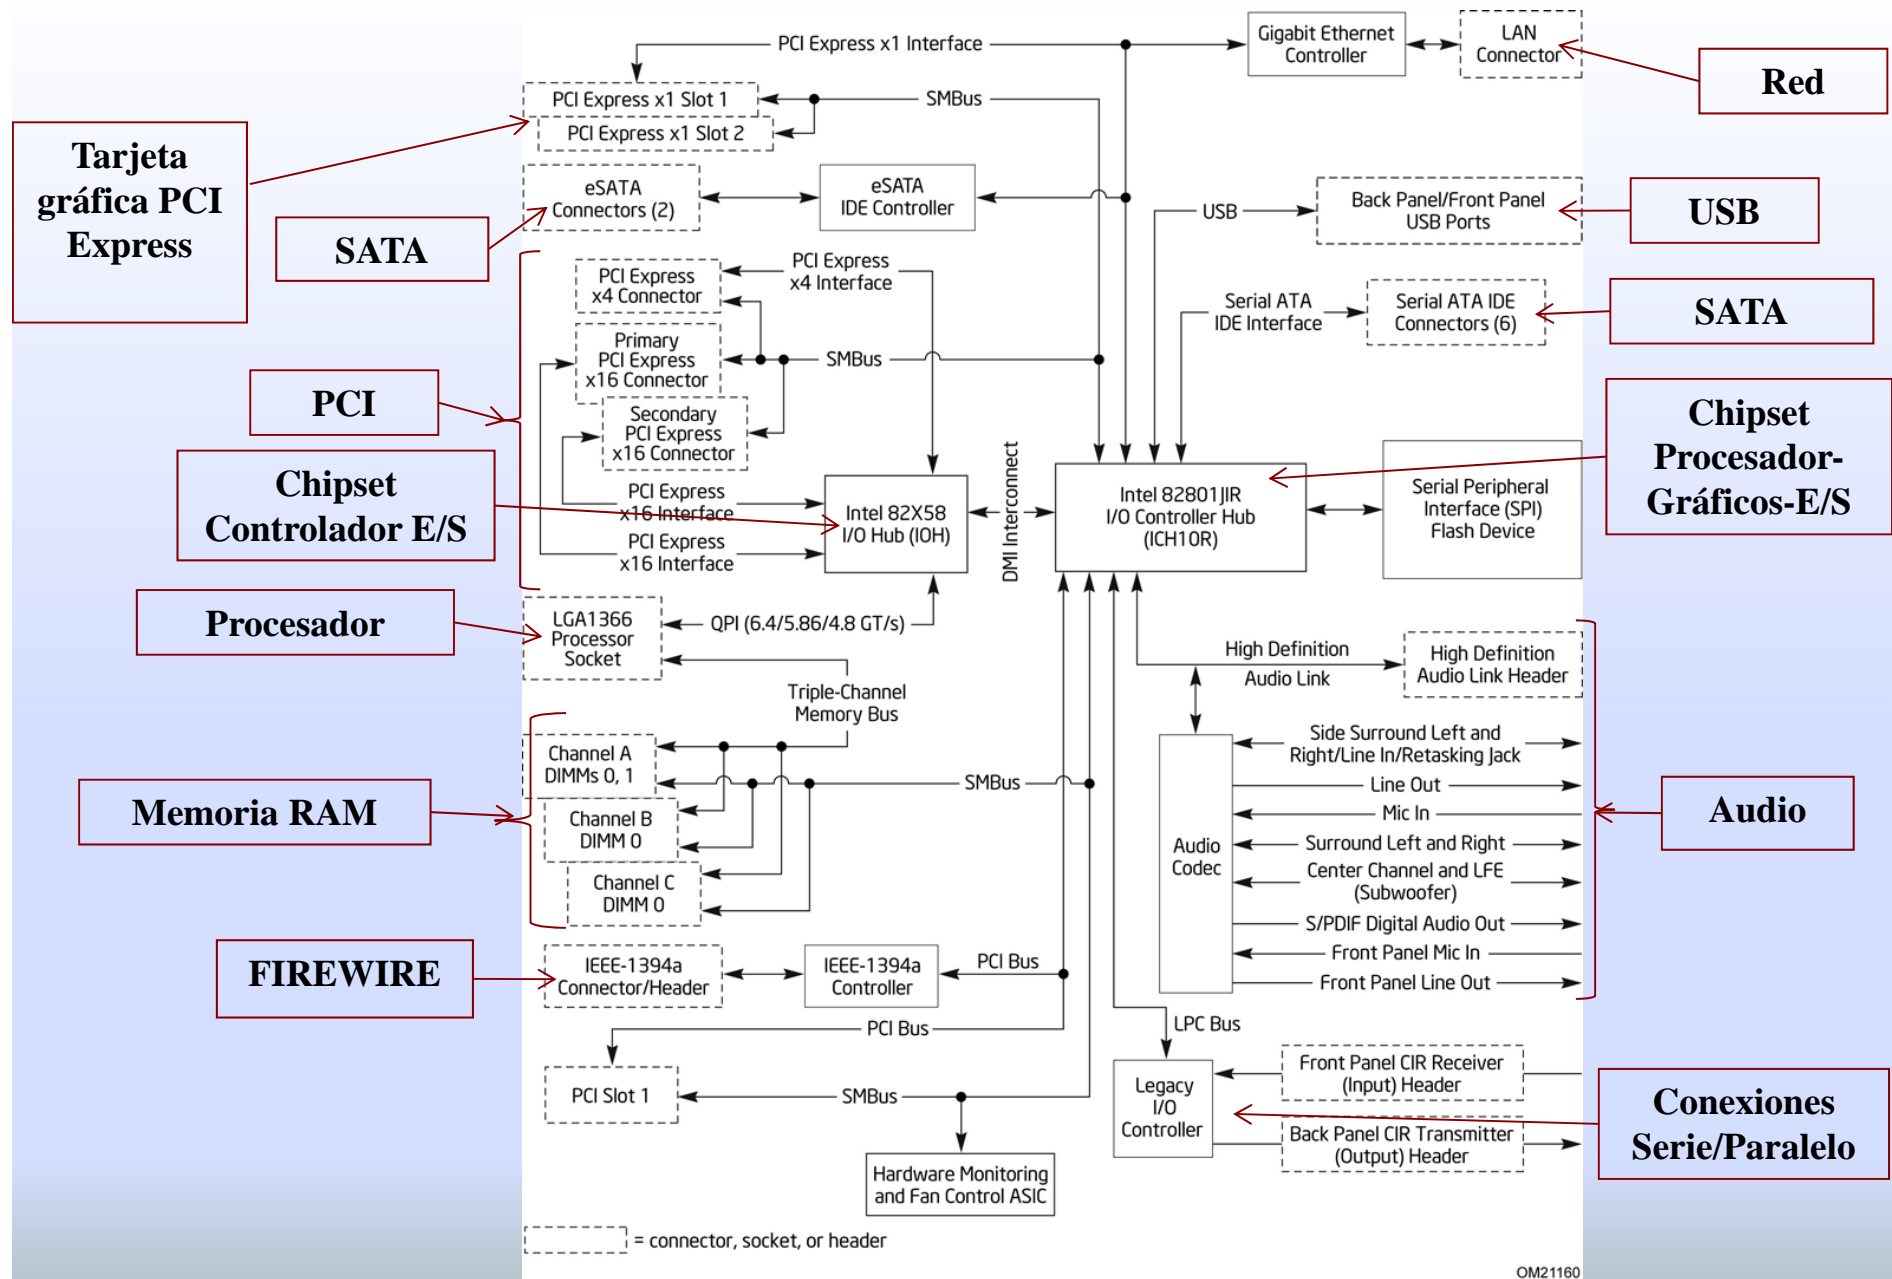 PCI Express x1 Interface
Gigabit Ethernet
Controller
LAN
Connector
Red
PCI Express x1 Slot 1
SMBus
PCI Express x1 Slot 2
Tarjeta
gráfica PCI
Express
eSATA
Connectors (2)
eSATA
IDE Controller
USB
Back Panel/Front Panel
USB Ports
USB
SATA
PCI Express
x4 Connector
PCI Express
x4 Interface
Serial ATA
IDE Interface
Serial ATA IDE
Connectors (6)
SATA
Primary
PCI Express
x16 Connector
SMBus
PCI
Secondary
PCI Express
x16 Connector
Chipset
Procesador-
Gráficos-E/S
Chipset
Controlador E/S
PCI Express
x16 Interface
PCI Express
x16 Interface
Intel 82X58
I/O Hub (IOH)
DMI Interconnect
Intel 82801JIR
I/O Controller Hub
(ICH10R)
Serial Peripheral
Interface (SPI)
Flash Device
Procesador
LGA1366
Processor
Socket
QPI (6.4/5.86/4.8 GT/s)
High Definition
Audio Link
High Definition
Audio Link Header
Triple-Channel
Memory Bus
Channel A
DIMMs 0, 1
SMBus
Memoria RAM
Channel B
DIMM 0
Channel C
DIMM 0
Audio
Codec
Side Surround Left and
Right/Line In/Retasking Jack
Line Out
Mic In
Surround Left and Right
Center Channel and LFE
(Subwoofer)
S/PDIF Digital Audio Out
Front Panel Mic In
Front Panel Line Out
Audio
FIREWIRE
IEEE-1394a
Connector/Header
IEEE-1394a
Controller
PCI Bus
PCI Bus
LPC Bus
PCI Slot 1
SMBus
Legacy
I/O
Controller
Front Panel CIR Receiver
(Input) Header
Back Panel CIR Transmitter
(Output) Header
Conexiones
Serie/Paralelo
Hardware Monitoring
and Fan Control ASIC
= connector, socket, or header
OM21160